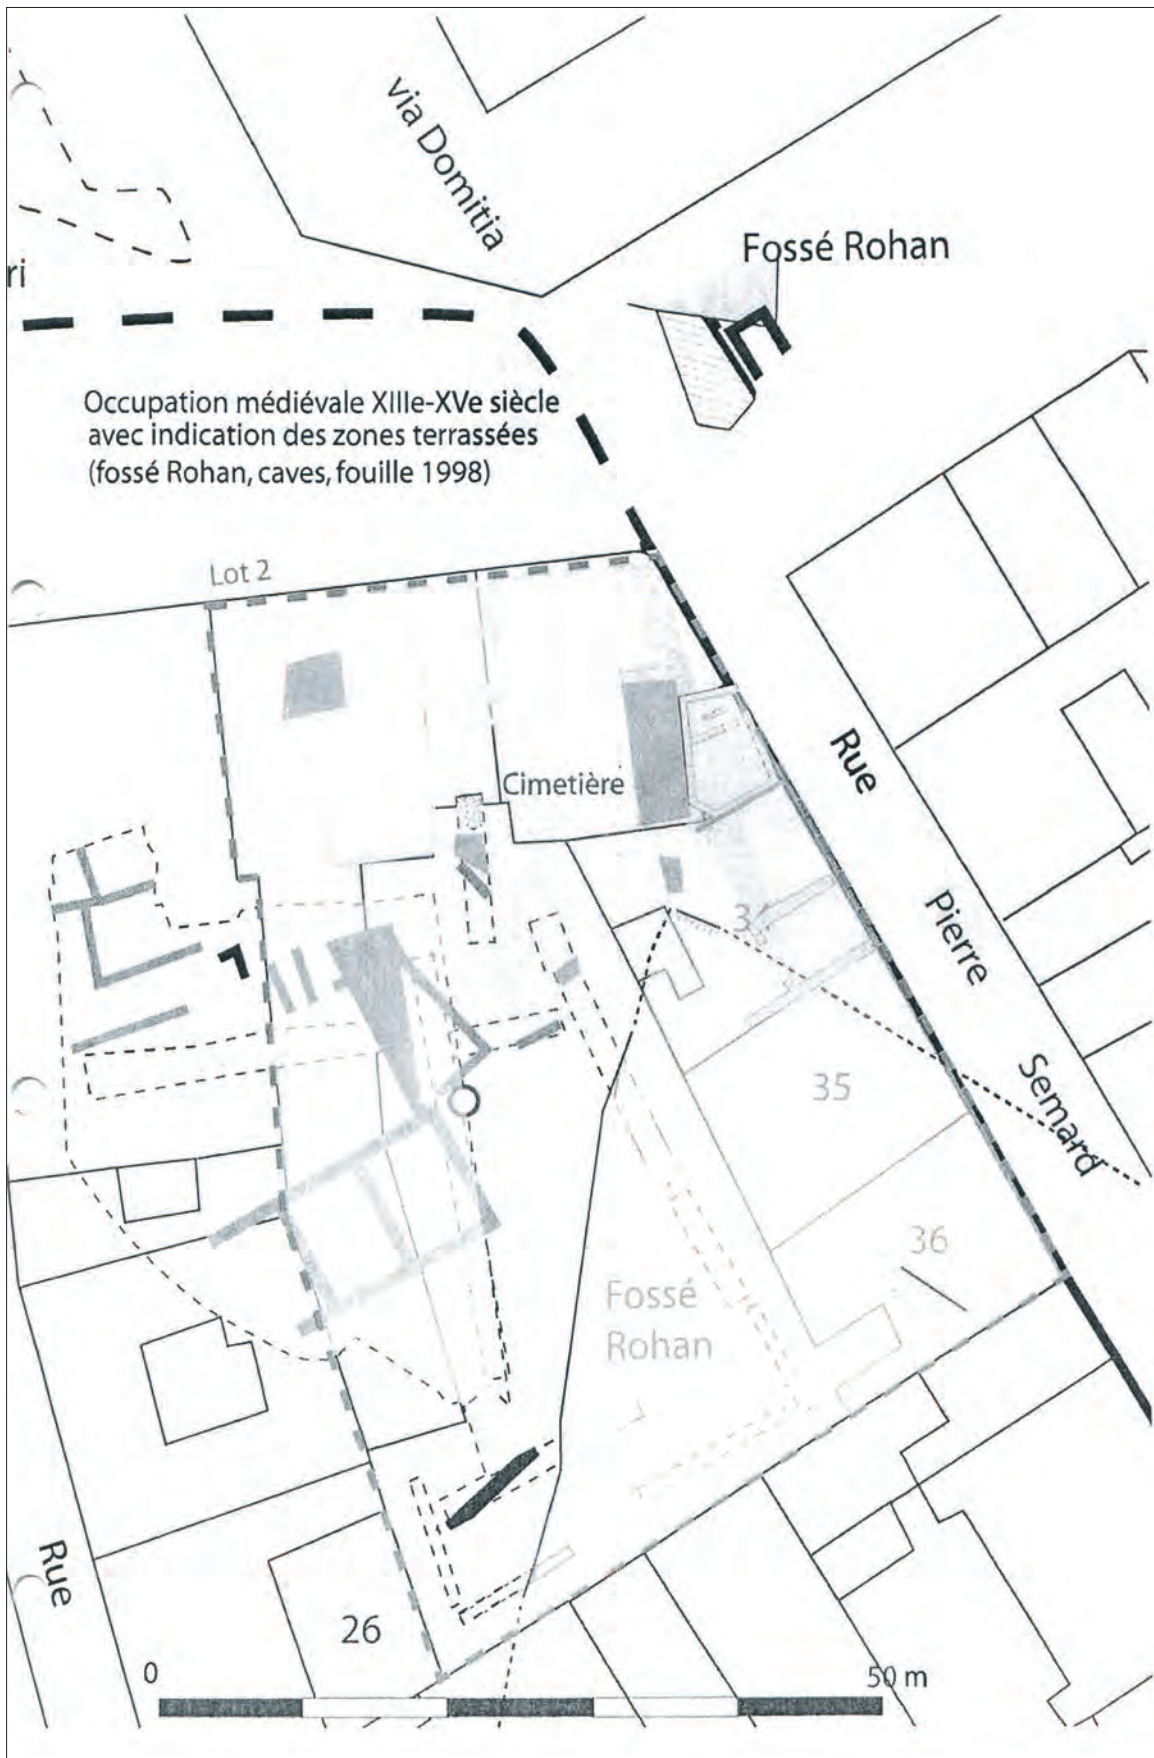 via Domitia
Fossé Rohan
ri
Occupation médiévale XIIIe-XVe siècle
avec indication des zones terrassées
(fossé Rohan, caves, fouille 1998)
Lot 2
Cimetière
Rue
Pierre
Semard
35
36
Fossé
Rohan
Rue
26
0
50 m